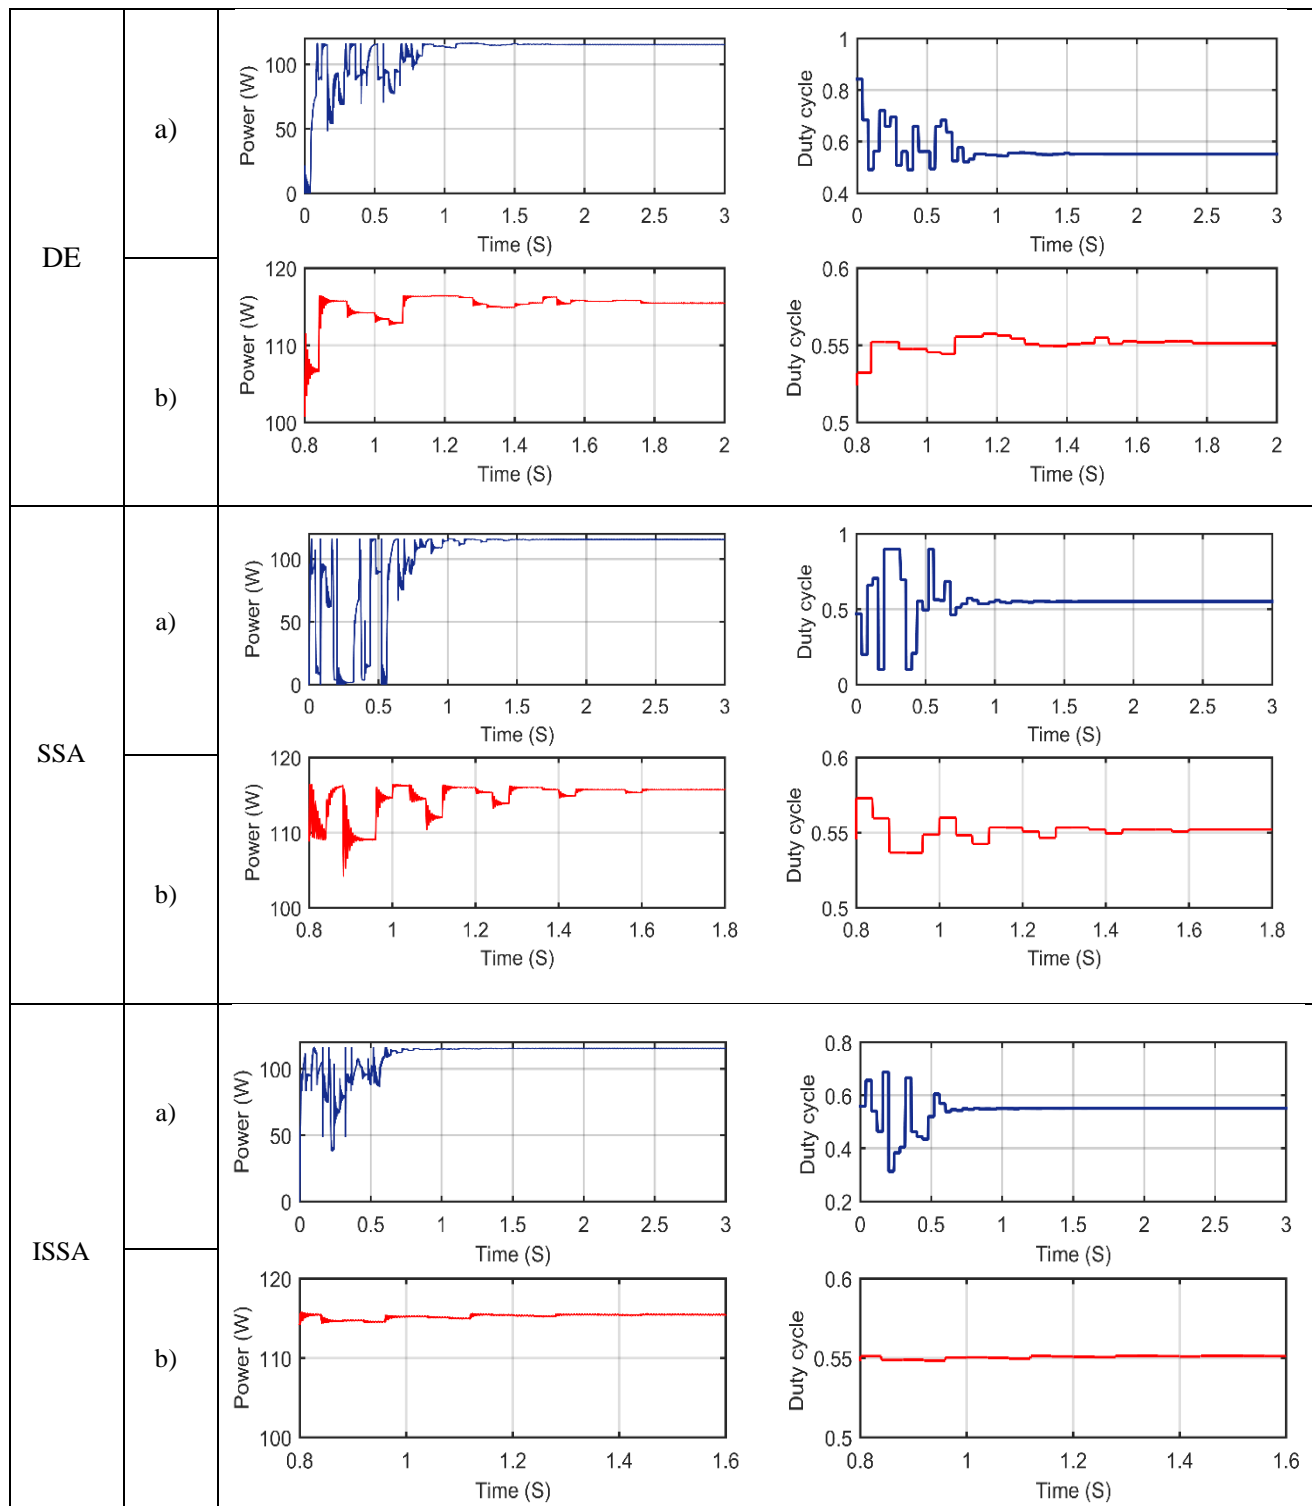 DE
a)
Power (W)
100
50
0
0 0.5 1 1.5 2 2.5 3
Time (S)
Duty cycle
1
0.8
0.6
0.4
0 0.5 1 1.5 2 2.5 3
Time (S)
b)
Power (W)
120
110
100
0.8 1 1.2 1.4 1.6 1.8 2
Time (S)
Duty cycle
0.6
0.55
0.5
0.8 1 1.2 1.4 1.6 1.8 2
Time (S)
SSA
a)
Power (W)
100
50
0
0 0.5 1 1.5 2 2.5 3
Time (S)
Duty cycle
1
0.5
0
0 0.5 1 1.5 2 2.5 3
Time (S)
b)
Power (W)
120
110
100
0.8 1 1.2 1.4 1.6 1.8
Time (S)
Duty cycle
0.6
0.55
0.5
0.8 1 1.2 1.4 1.6 1.8
Time (S)
ISSA
a)
Power (W)
100
50
0
0 0.5 1 1.5 2 2.5 3
Time (S)
Duty cycle
0.8
0.6
0.4
0.2
0 0.5 1 1.5 2 2.5 3
Time (S)
b)
Power (W)
120
110
100
0.8 1 1.2 1.4 1.6
Time (S)
Duty cycle
0.6
0.55
0.5
0.8 1 1.2 1.4 1.6
Time (S)